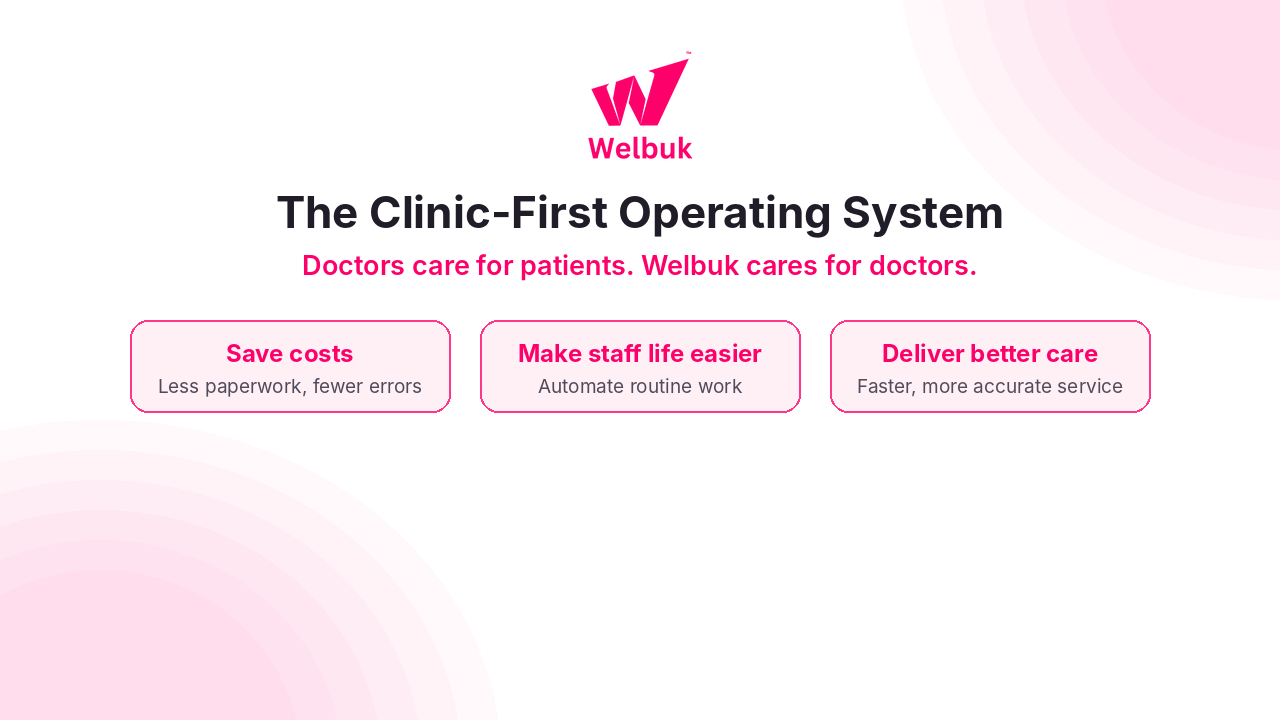 ™
Welbuk
The Clinic-First Operating System
Doctors care for patients. Welbuk cares for doctors.
Save costs
Less paperwork, fewer errors
Make staff life easier
Automate routine work
Deliver better care
Faster, more accurate service